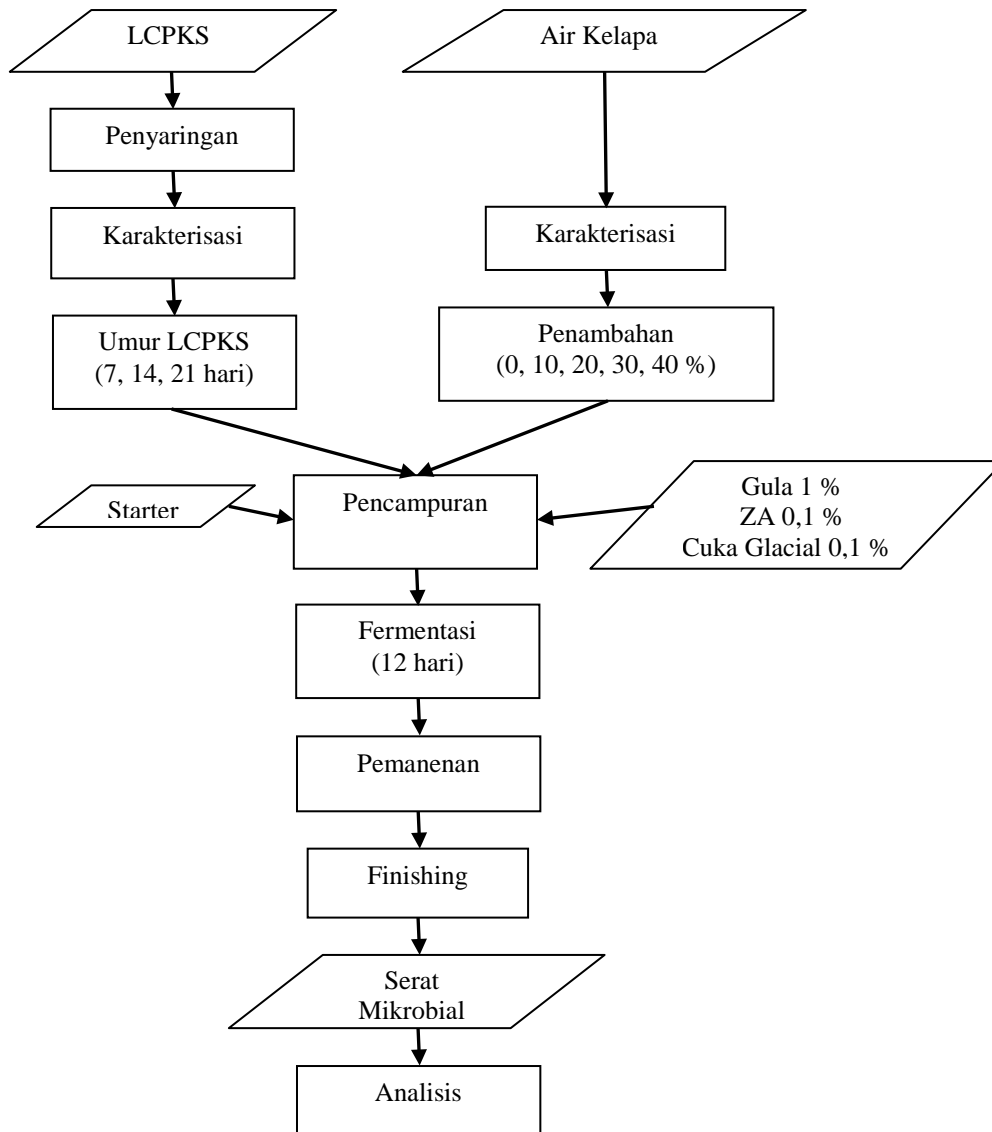 LCPKS
Air Kelapa
Penyaringan
Karakterisasi
Karakterisasi
Umur LCPKS
(7, 14, 21 hari)
Penambahan
(0, 10, 20, 30, 40 %)
Starter
Pencampuran
Gula 1 %
ZA 0,1 %
Cuka Glacial 0,1 %
Fermentasi
(12 hari)
Pemanenan
Finishing
Serat
Mikrobial
Analisis